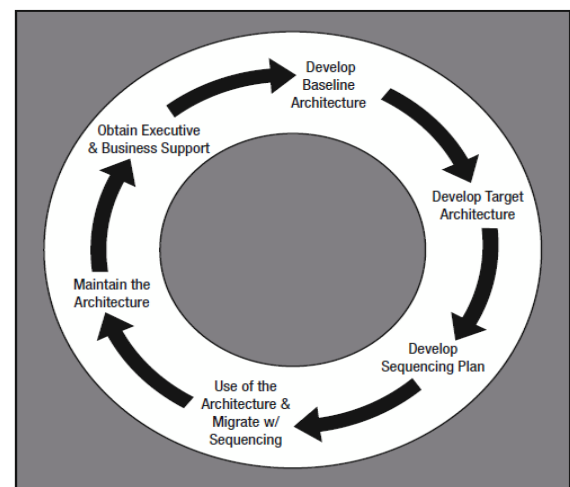 Develop
Baseline
Architecture
Develop Target
Architecture
Develop
Sequencing Plan
Use of the
Architecture &
Migrate w/
Sequencing
Maintain the
Architecture
Obtain Executive
& Business Support